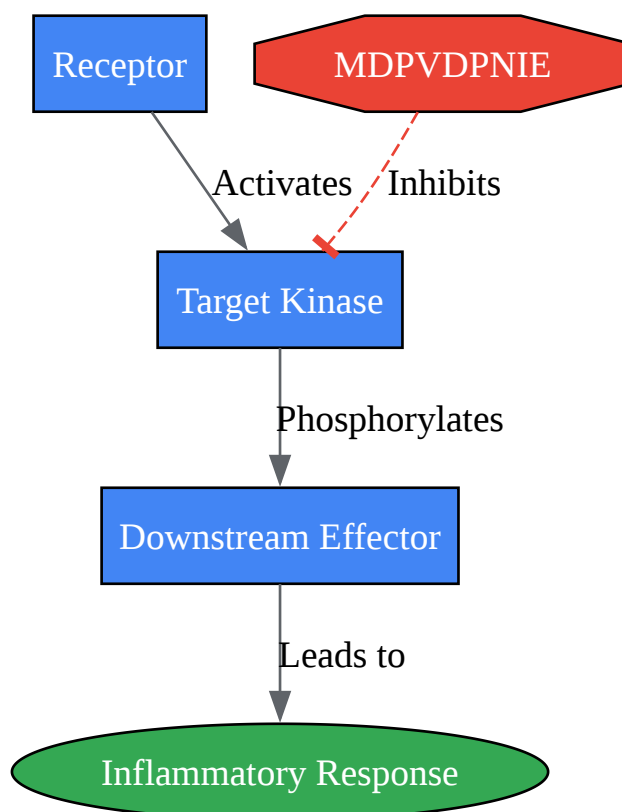 Receptor
MDPVDPNIE
Activates
Inhibits
Target Kinase
Phosphorylates
Downstream Effector
Leads to
Inflammatory Response